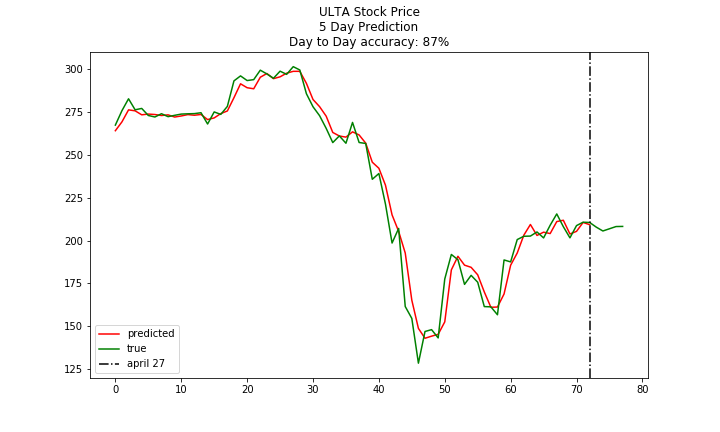 ULTA Stock Price
5 Day Prediction
Day to Day accuracy: 87%
300
275
250
225
200
175
150
125
predicted
true
april 27
0
10
20
30
40
50
60
70
80